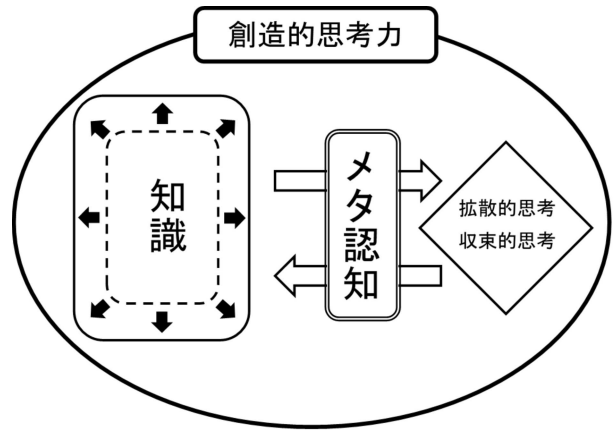 創造的思考力
知識
メタ認知
拡散的思考
収束的思考